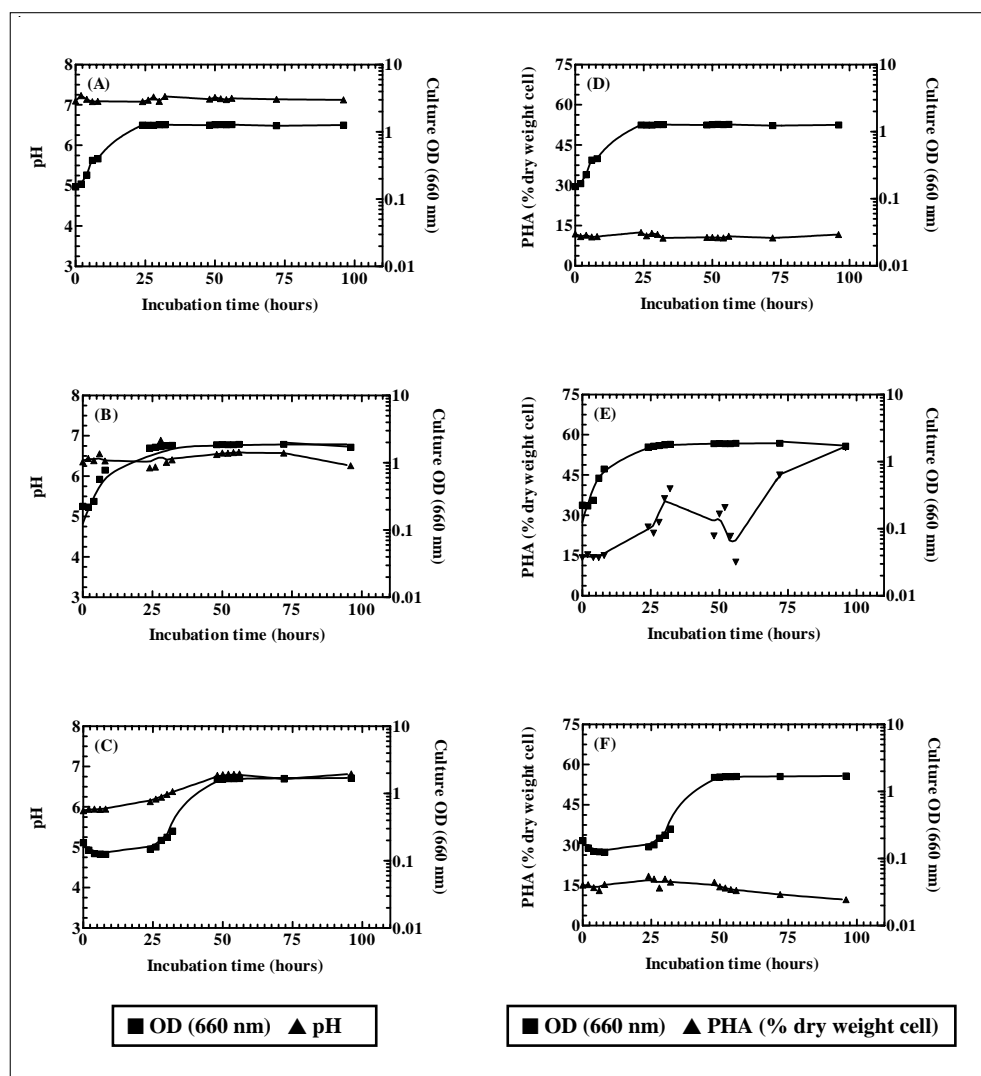 (A)
8
7
6
5
4
3
pH
10
1
0.1
0.01
Culture OD (660 nm)
0 25 50 75 100
Incubation time (hours)
(D)
75
60
45
30
15
0
PHA (% dry weight cell)
10
1
0.1
0.01
Culture OD (660 nm)
0 25 50 75 100
Incubation time (hours)
(B)
8
7
6
5
4
3
pH
10
1
0.1
0.01
Culture OD (660 nm)
0 25 50 75 100
Incubation time (hours)
(E)
75
60
45
30
15
0
PHA (% dry weight cell)
10
1
0.1
0.01
Culture OD (660 nm)
0 25 50 75 100
Incubation time (hours)
(C)
8
7
6
5
4
3
pH
10
1
0.1
0.01
Culture OD (660 nm)
0 25 50 75 100
Incubation time (hours)
(F)
75
60
45
30
15
0
PHA (% dry weight cell)
10
1
0.1
0.01
Culture OD (660 nm)
0 25 50 75 100
Incubation time (hours)
OD (660 nm) pH
OD (660 nm) PHA (% dry weight cell)